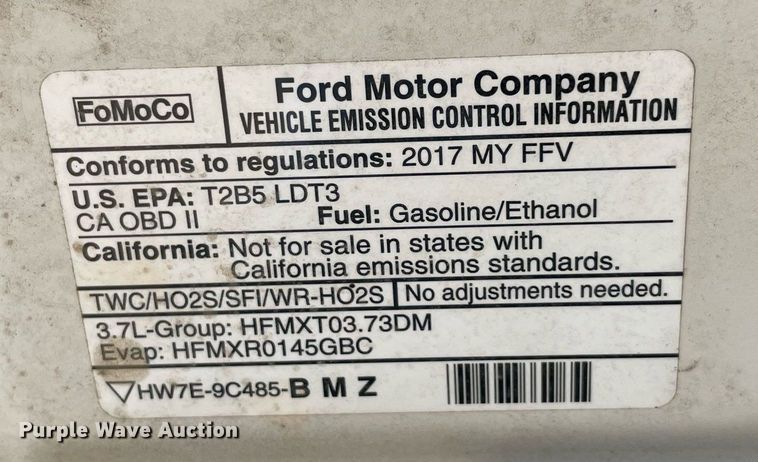 FoMoCo
Ford Motor Company
VEHICLE EMISSION CONTROL INFORMATION
Conforms to regulations: 2017 MY FFV
U.S. EPA: T2B5 LDT3
CA OBD II Fuel: Gasoline/Ethanol
California: Not for sale in states with
California emissions standards.
TWC/HO2S/SFI/WR-HO2S No adjustments needed.
3.7L-Group: HFMXT03.73DM
Evap: HFMXR0145GBC
HW7E-9C485-B M Z
Purple Wave Auction